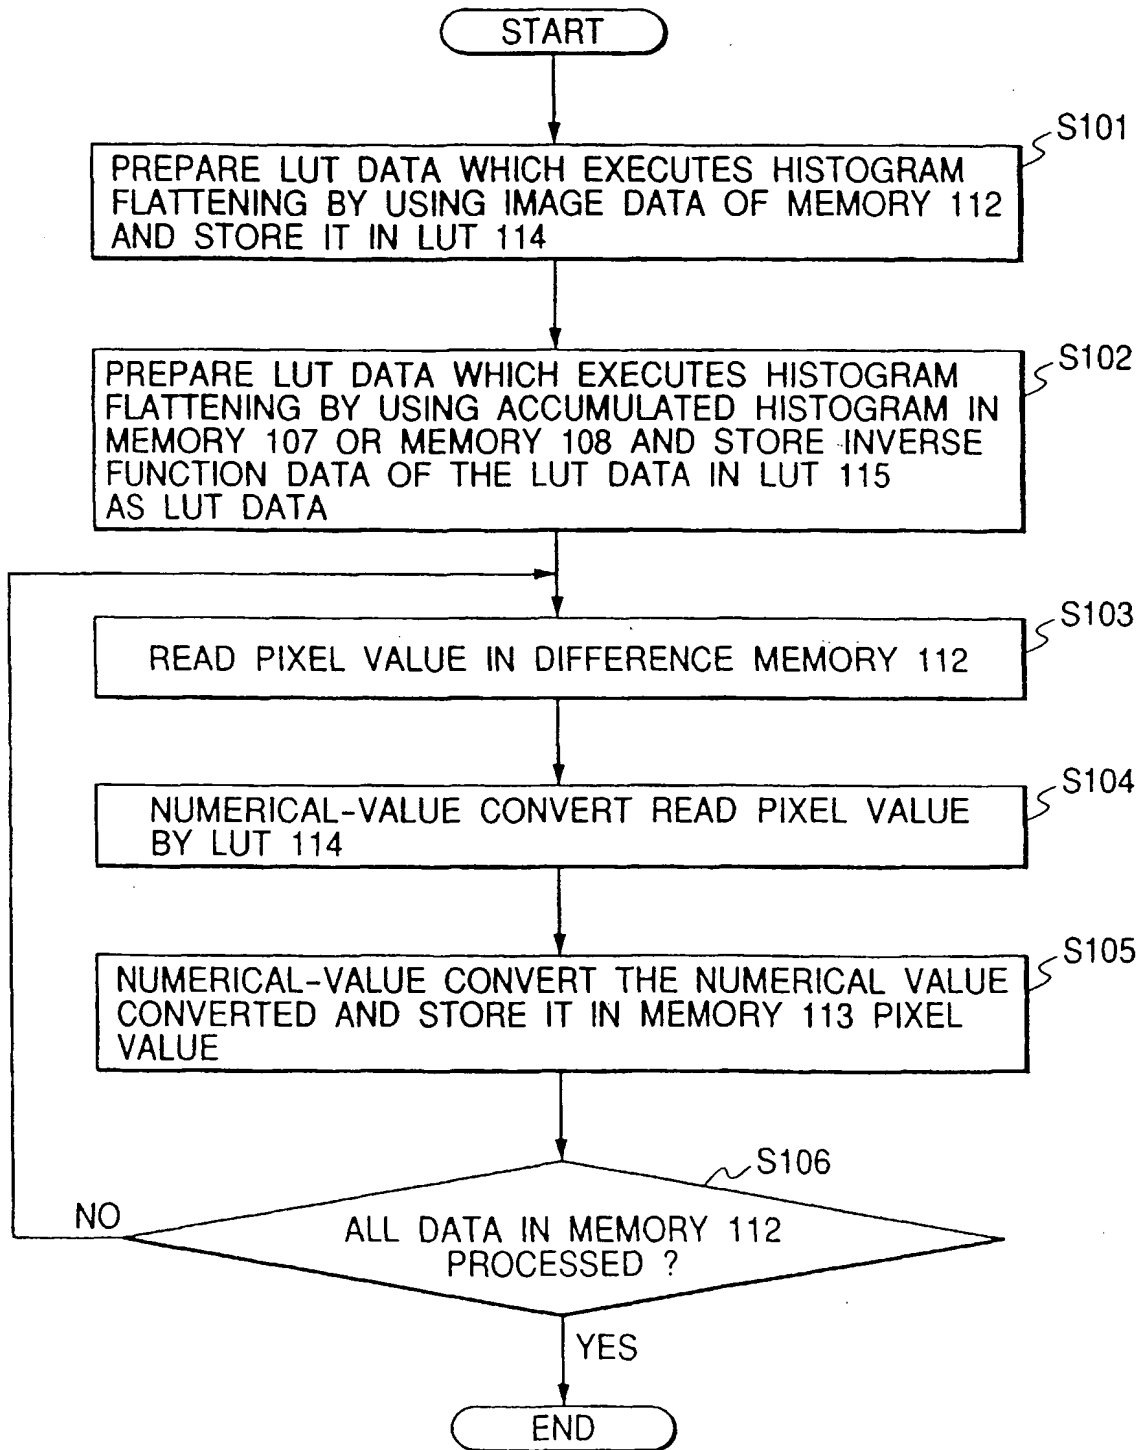 START
S101
PREPARE LUT DATA WHICH EXECUTES HISTOGRAM
FLATTENING BY USING IMAGE DATA OF MEMORY 112
AND STORE IT IN LUT 114
S102
PREPARE LUT DATA WHICH EXECUTES HISTOGRAM
FLATTENING BY USING ACCUMULATED HISTOGRAM IN
MEMORY 107 OR MEMORY 108 AND STORE INVERSE
FUNCTION DATA OF THE LUT DATA IN LUT 115
AS LUT DATA
S103
READ PIXEL VALUE IN DIFFERENCE MEMORY 112
S104
NUMERICAL-VALUE CONVERT READ PIXEL VALUE
BY LUT 114
S105
NUMERICAL-VALUE CONVERT THE NUMERICAL VALUE
CONVERTED AND STORE IT IN MEMORY 113 PIXEL
VALUE
S106
NO
ALL DATA IN MEMORY 112
PROCESSED ?
YES
END